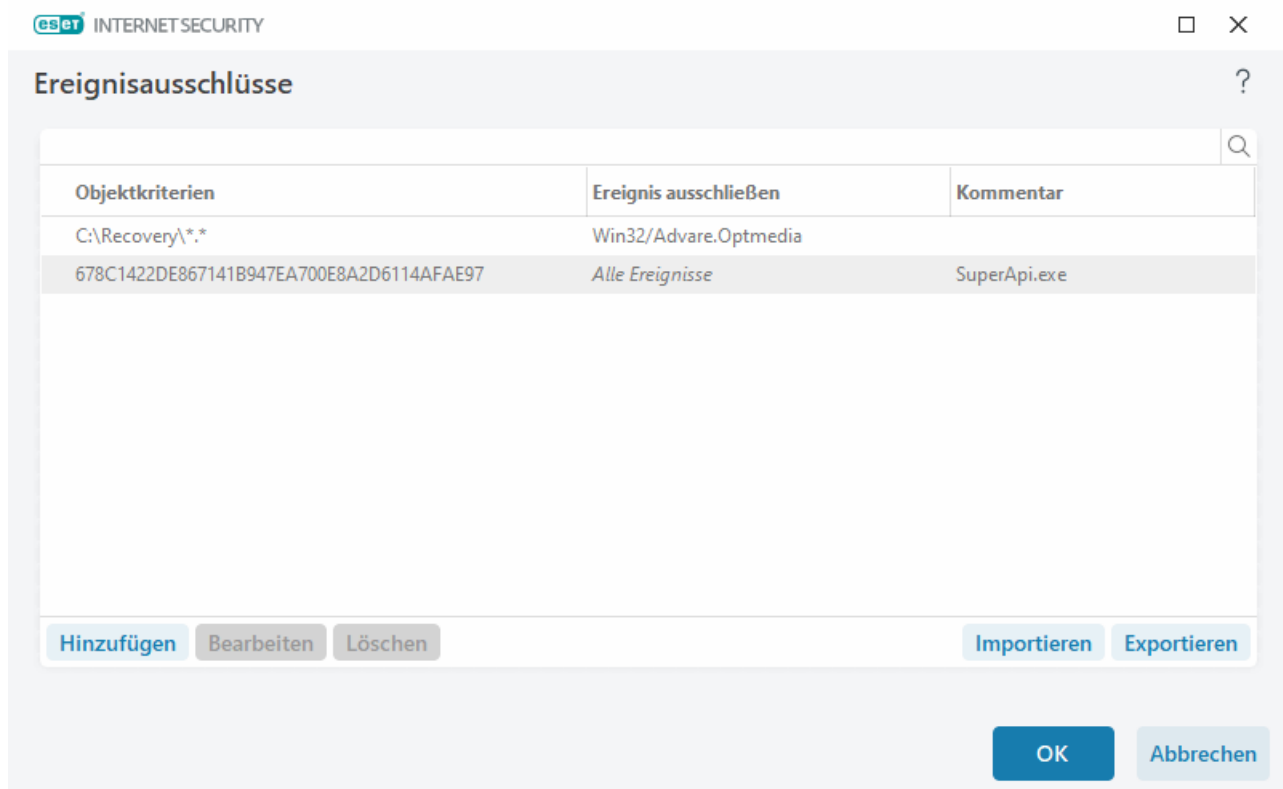 eset INTERNET SECURITY
Ereignisausschlüsse ?
Objektkriterien Ereignis ausschließen Kommentar
C:\Recovery\*.* Win32/Advare.Optmedia
678C1422DE867141B947EA700E8A2D6114AFAE97 Alle Ereignisse SuperApi.exe
Hinzufügen Bearbeiten Löschen Importieren Exportieren
OK Abbrechen